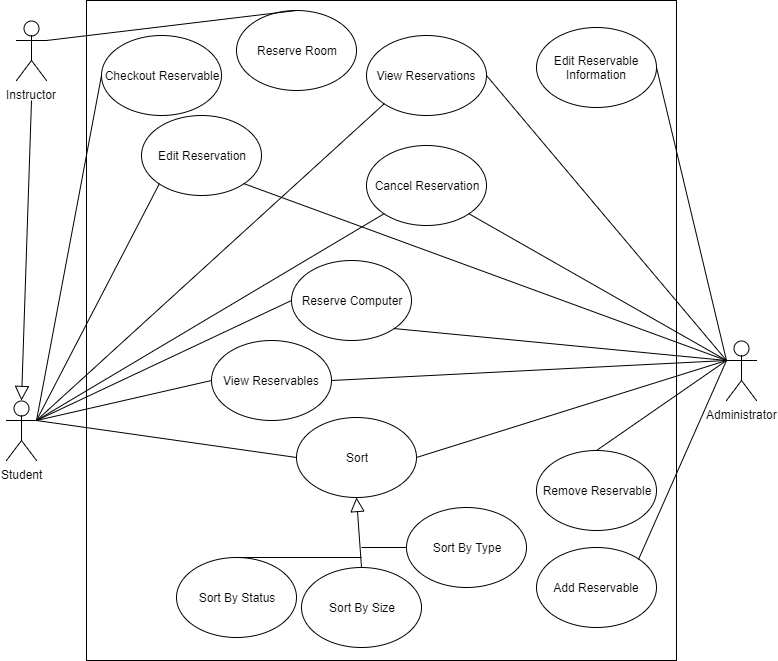 Instructor
Reserve Room
Checkout Reservable
View Reservations
Edit Reservable
Information
Edit Reservation
Cancel Reservation
Reserve Computer
View Reservables
Administrator
Student
Sort
Remove Reservable
Sort By Type
Add Reservable
Sort By Status
Sort By Size